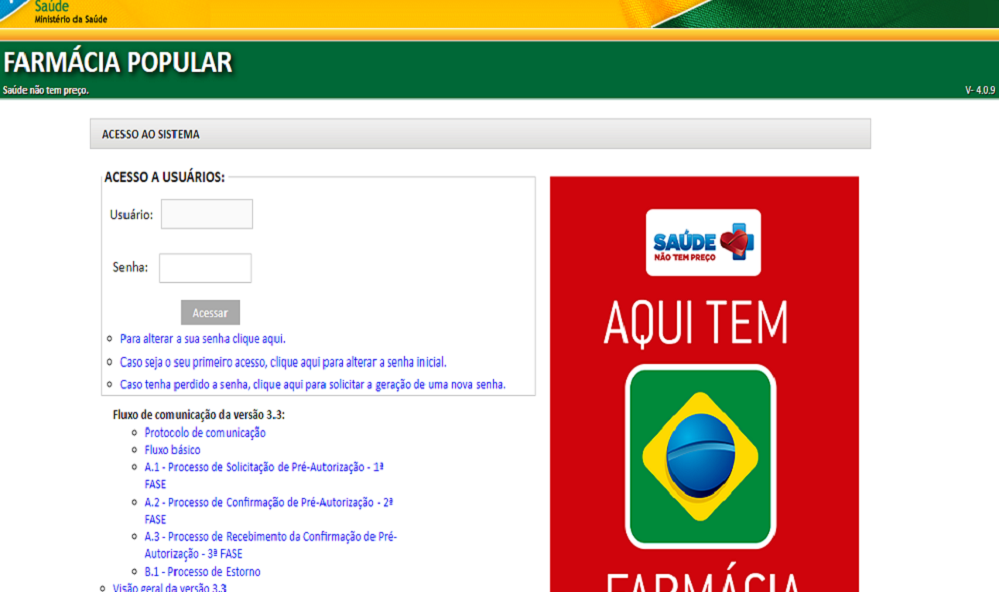 Saúde
Ministério da Saúde
FARMÁCIA POPULAR
Saúde não tem preço.
V- 4.0.9
ACESSO AO SISTEMA
ACESSO A USUÁRIOS:
Usuário:
Senha:
Acessar
Para alterar a sua senha clique aqui.
Caso seja o seu primeiro acesso, clique aqui para alterar a senha inicial.
Caso tenha perdido a senha, clique aqui para solicitar a geração de uma nova senha.
Fluxo de comunicação da versão 3.3:
Protocolo de comunicação
Fluxo básico
A.1 - Processo de Solicitação de Pré-Autorização - 1ª
FASE
A.2 - Processo de Confirmação de Pré-Autorização - 2ª
FASE
A.3 - Processo de Recebimento da Confirmação de Pré-
Autorização - 3ª FASE
B.1 - Processo de Estorno
Visão geral da versão 3.3
SAÚDE
NÃO TEM PREÇO
AQUI TEM
FARMÁCIA